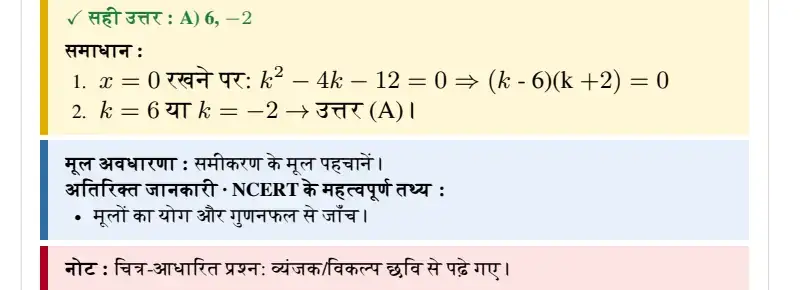 ✓ सही उत्तर : A) 6, −2
समाधान :
1. x = 0 रखने पर: k² − 4k − 12 = 0 ⇒ (k - 6)(k +2) = 0
2. k = 6 या k = −2 → उत्तर (A)।
मूल अवधारणा : समीकरण के मूल पहचानें।
अतिरिक्त जानकारी · NCERT के महत्वपूर्ण तथ्य :
• मूलों का योग और गुणनफल से जाँच।
नोट : चित्र-आधारित प्रश्न: व्यंजक/विकल्प छवि से पढ़े गए।